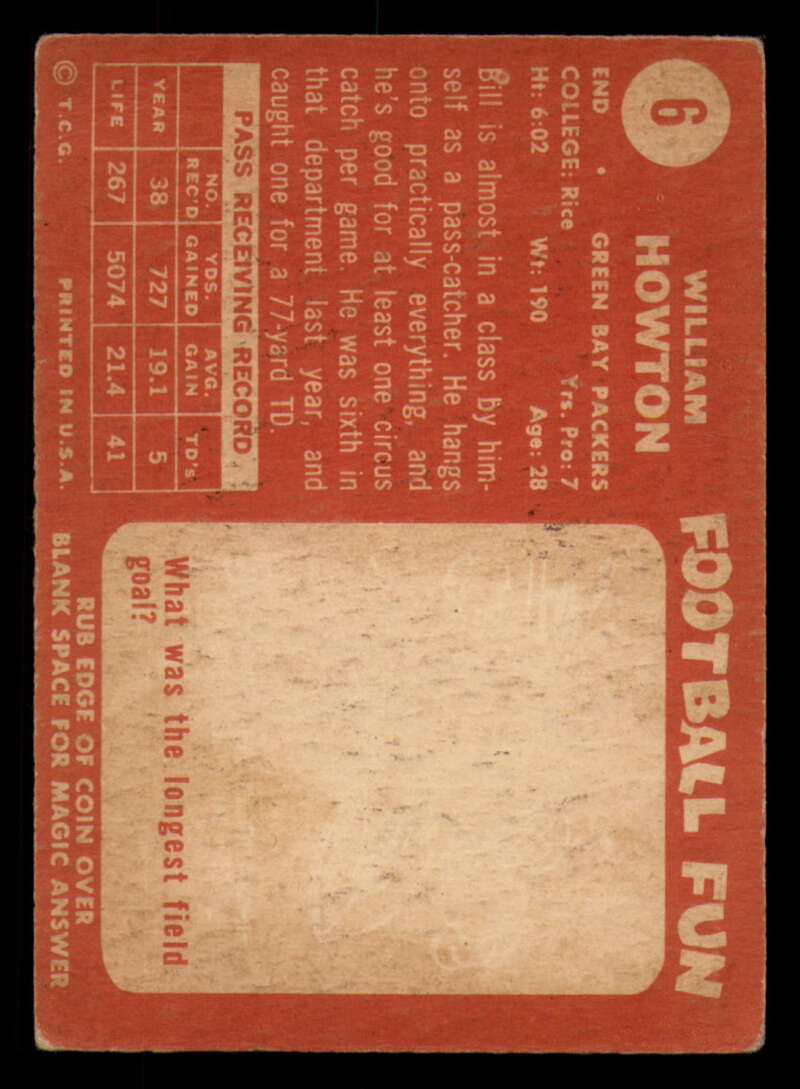 6
WILLIAM
HOWTON
END • GREEN BAY PACKERS
COLLEGE: Rice Yrs. Pro: 7
Ht: 6:02 Wt: 190 Age: 28
Bill is almost in a class by him-
self as a pass-catcher. He hangs
onto practically everything, and
he's good for at least one circus
catch per game. He was sixth in
that department last year, and
caught one for a 77-yard TD.
PASS RECEIVING RECORD
NO. REC'D YDS. GAINED AVG. GAIN TD's
YEAR 38 727 19.1 5
LIFE 267 5074 21.4 41
© T.C.G. PRINTED IN U.S.A.
FOOTBALL FUN
What was the longest field
goal?
RUB EDGE OF COIN OVER
BLANK SPACE FOR MAGIC ANSWER